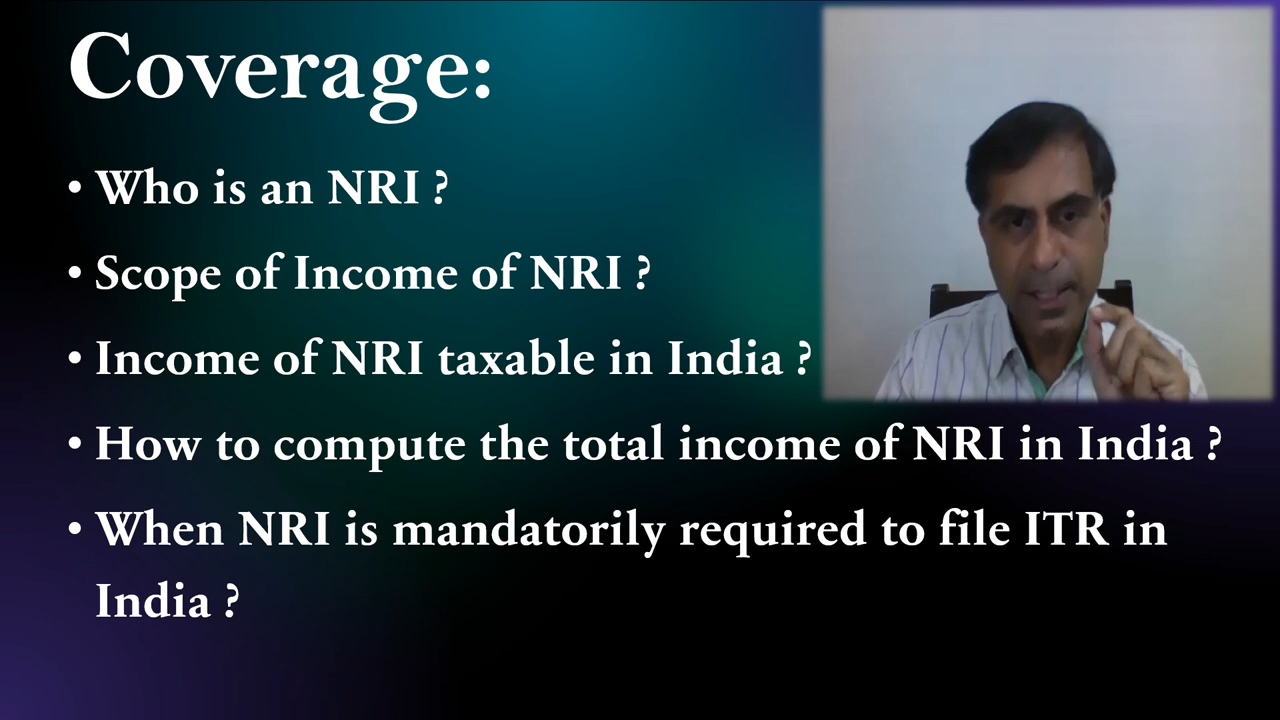 Coverage:
• Who is an NRI ?
• Scope of Income of NRI ?
• Income of NRI taxable in India ?
• How to compute the total income of NRI in India ?
• When NRI is mandatorily required to file ITR in
India ?